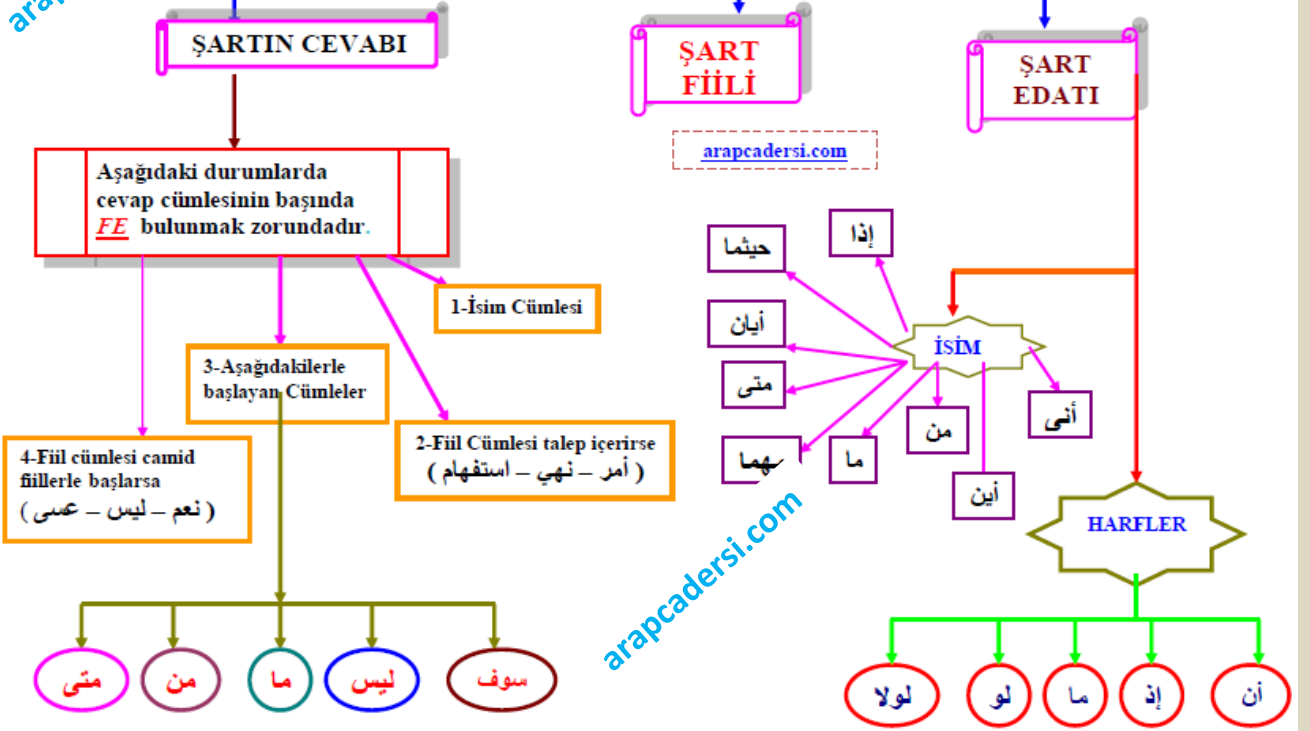 ŞARTIN CEVABI
ŞART
FİİLİ
ŞART
EDATI
arapcadersi.com
Aşağıdaki durumlarda
cevap cümlesinin başında
FE bulunmak zorundadır.
1-İsim Cümlesi
2-Fiil Cümlesi talep içerirse
( أمر – نهي – استفهام )
3-Aşağıdakilerle
başlayan Cümleler
4-Fiil cümlesi camid
fiillerle başlarsa
( نعم – ليس – عسى )
متى
من
ما
ليس
سوف
إذا
حيثما
أيان
متى
ما
من
أين
أنى
İSİM
HARFLER
لولا
لو
ما
إذ
أن
arapcadersi.com